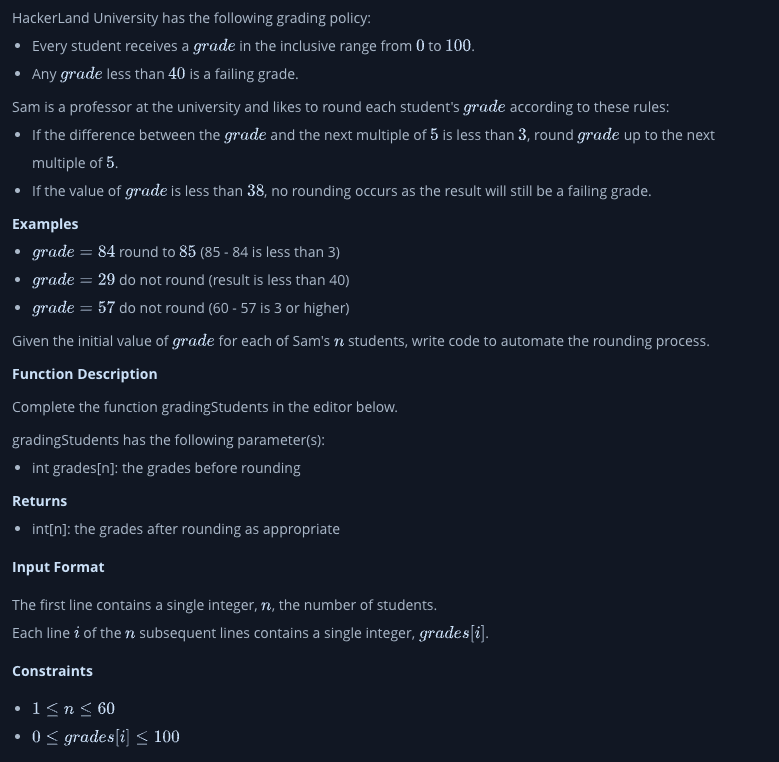 HackerLand University has the following grading policy:
• Every student receives a grade in the inclusive range from 0 to 100.
• Any grade less than 40 is a failing grade.
Sam is a professor at the university and likes to round each student's grade according to these rules:
• If the difference between the grade and the next multiple of 5 is less than 3, round grade up to the next
multiple of 5.
• If the value of grade is less than 38, no rounding occurs as the result will still be a failing grade.
Examples
• grade = 84 round to 85 (85 - 84 is less than 3)
• grade = 29 do not round (result is less than 40)
• grade = 57 do not round (60 - 57 is 3 or higher)
Given the initial value of grade for each of Sam's n students, write code to automate the rounding process.
Function Description
Complete the function gradingStudents in the editor below.
gradingStudents has the following parameter(s):
• int grades[n]: the grades before rounding
Returns
• int[n]: the grades after rounding as appropriate
Input Format
The first line contains a single integer, n, the number of students.
Each line i of the n subsequent lines contains a single integer, grades[i].
Constraints
• 1 ≤ n ≤ 60
• 0 ≤ grades[i] ≤ 100